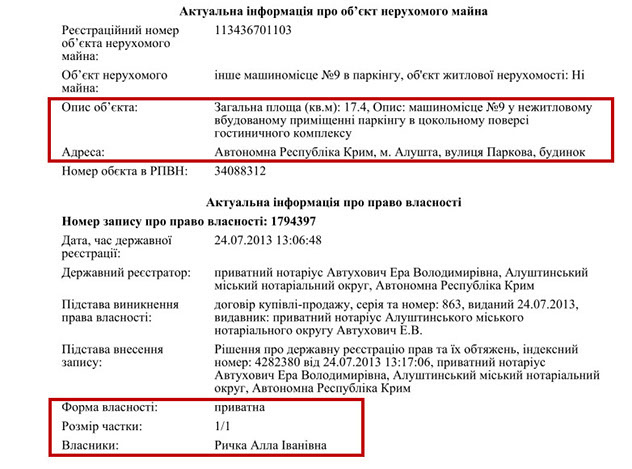 Актуальна інформація про об’єкт нерухомого майна
Реєстраційний номер 113436701103
об’єкта нерухомого
майна:
Об’єкт нерухомого інше машиномісце №9 в паркінгу, об'єкт житлової нерухомості: Ні
майна:
Опис об’єкта: Загальна площа (кв.м): 17.4, Опис: машиномісце №9 у нежитловому
вбудованому приміщенні паркінгу в цокольному поверсі
гостиничного комплексу
Адреса: Автономна Республіка Крим, м. Алушта, вулиця Паркова, будинок
Номер обєкта в РПВН: 34088312
Актуальна інформація про право власності
Номер запису про право власності: 1794397
Дата, час державної 24.07.2013 13:06:48
реєстрації:
Державний реєстратор: приватний нотаріус Автухович Ера Володимирівна, Алуштинський
міський нотаріальний округ, Автономна Республіка Крим
Підстава виникнення договір купівлі-продажу, серія та номер: 863, виданий 24.07.2013,
права власності: видавник: приватний нотаріус Алуштинського міського
нотаріального округу Автухович Е.В.
Підстава внесення Рішення про державну реєстрацію прав та їх обтяжень, індексний
запису: номер: 4282380 від 24.07.2013 13:17:06, приватний нотаріус
Автухович Ера Володимирівна, Алуштинський міський нотаріальний
округ, Автономна Республіка Крим
Форма власності: приватна
Розмір частки: 1/1
Власники: Ричка Алла Іванівна